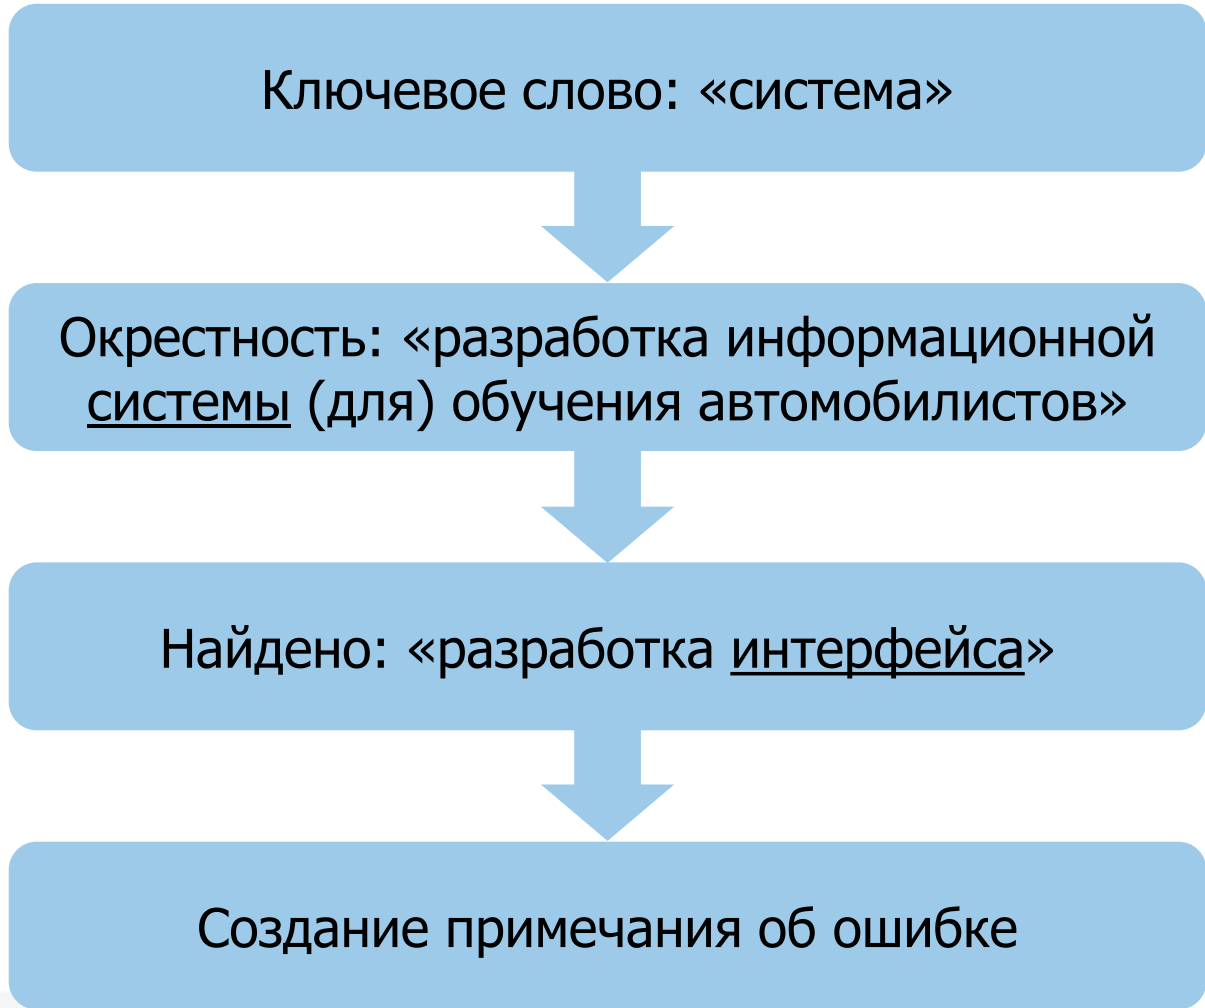 Ключевое слово: «система»
Окрестность: «разработка информационной
системы (для) обучения автомобилистов»
Найдено: «разработка интерфейса»
Создание примечания об ошибке